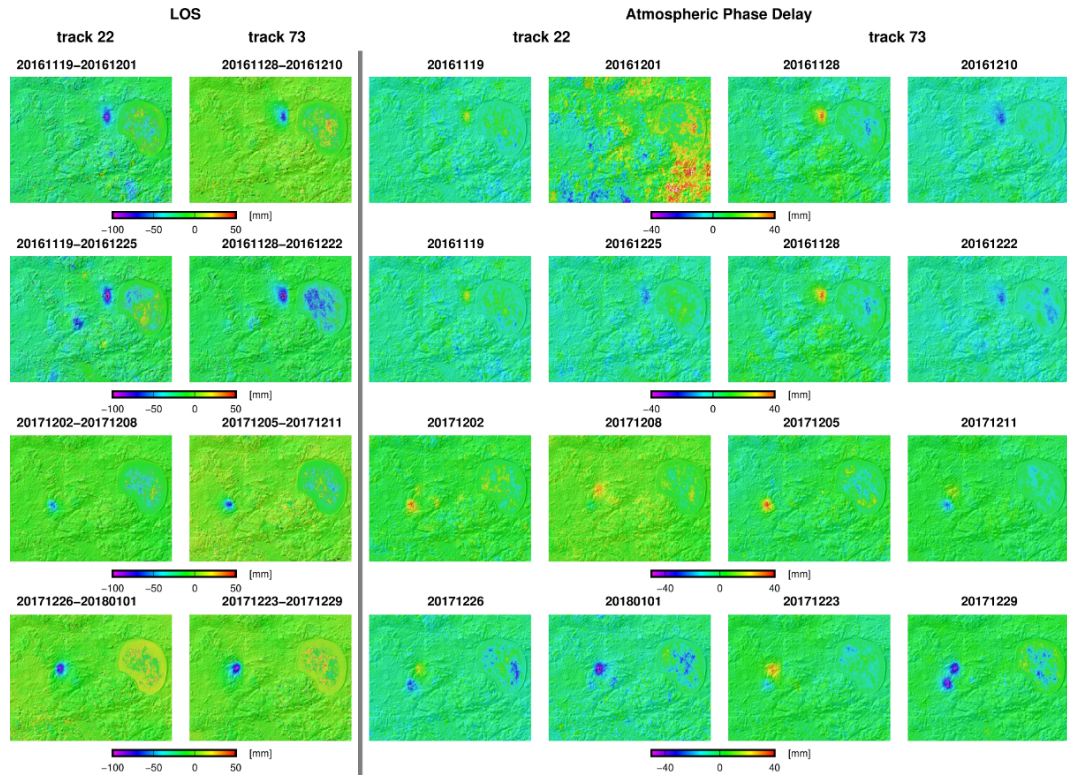 LOS Atmospheric Phase Delay
track 22 track 73 track 22 track 73
20161119−20161201 20161128−20161210 20161119 20161201 20161128 20161210
−100 −50 0 50 [mm] −40 0 40 [mm]
20161119−20161225 20161128−20161222 20161119 20161225 20161128 20161222
−100 −50 0 50 [mm] −40 0 40 [mm]
20171202−20171208 20171205−20171211 20171202 20171208 20171205 20171211
−100 −50 0 50 [mm] −40 0 40 [mm]
20171226−20180101 20171223−20171229 20171226 20180101 20171223 20171229
−100 −50 0 50 [mm] −40 0 40 [mm]